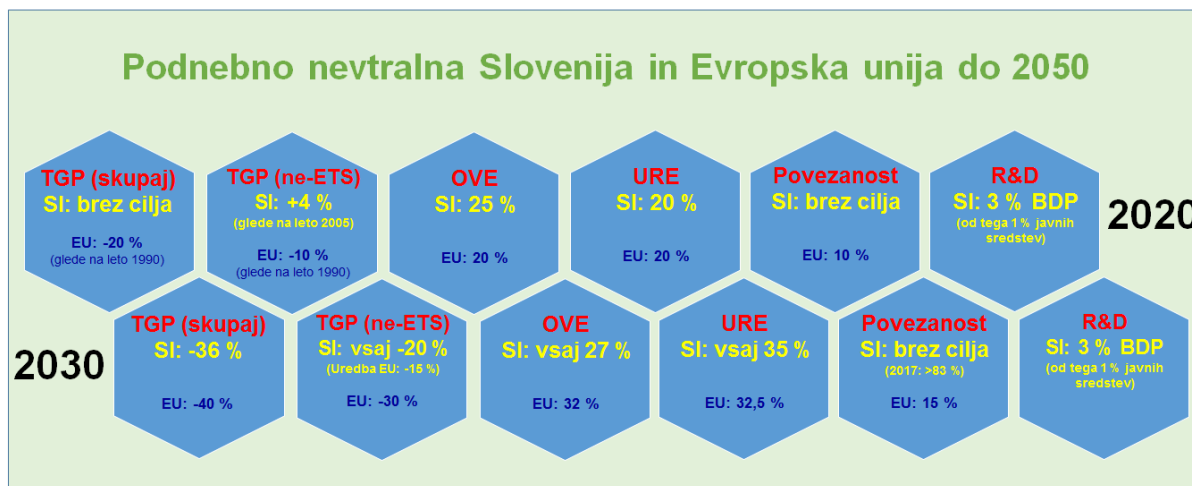 Podnebno nevtralna Slovenija in Evropska unija do 2050
TGP (skupaj)
SI: brez cilja
EU: -20 %
(glede na leto 1990)
TGP (ne-ETS)
SI: +4 %
(glede na leto 2005)
EU: -10 %
(glede na leto 1990)
OVE
SI: 25 %
EU: 20 %
URE
SI: 20 %
EU: 20 %
Povezanost
SI: brez cilja
EU: 10 %
R&D
SI: 3 % BDP
(od tega 1 % javnih
sredstev)
2020
2030
TGP (skupaj)
SI: -36 %
EU: -40 %
TGP (ne-ETS)
SI: vsaj -20 %
(Uredba EU: -15 %)
EU: -30 %
OVE
SI: vsaj 27 %
EU: 32 %
URE
SI: vsaj 35 %
EU: 32,5 %
Povezanost
SI: brez cilja
(2017: >83 %)
EU: 15 %
R&D
SI: 3 % BDP
(od tega 1 % javnih
sredstev)